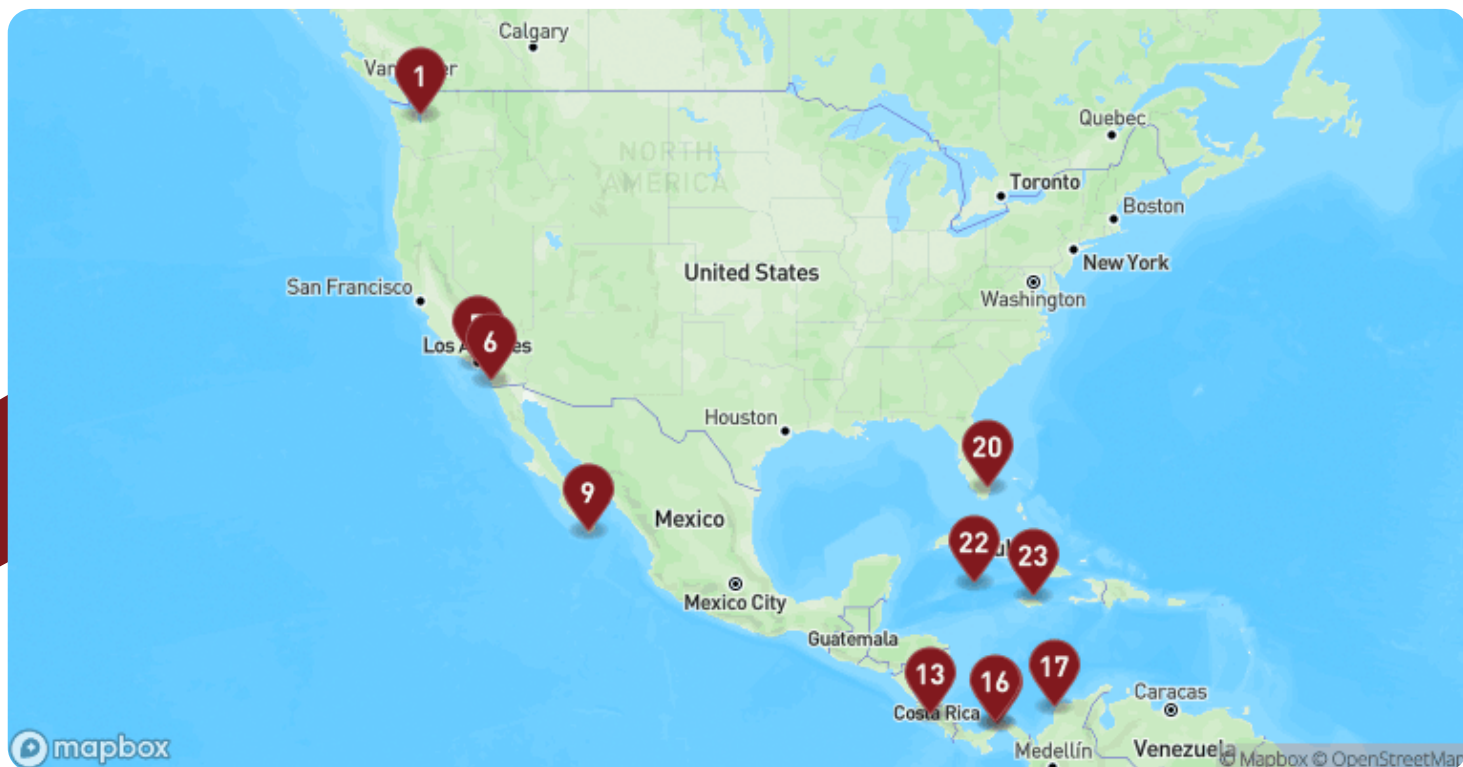 Calgary
1
Quebec
NORTH
AMERICA
Toronto
Boston
New York
United States
San Francisco
Washington
6
Houston
20
9
Mexico
22
23
Mexico City
Guatemala
13
16
17
Costa Rica
Caracas
Medellín
mapbox
© Mapbox © OpenStreetMap